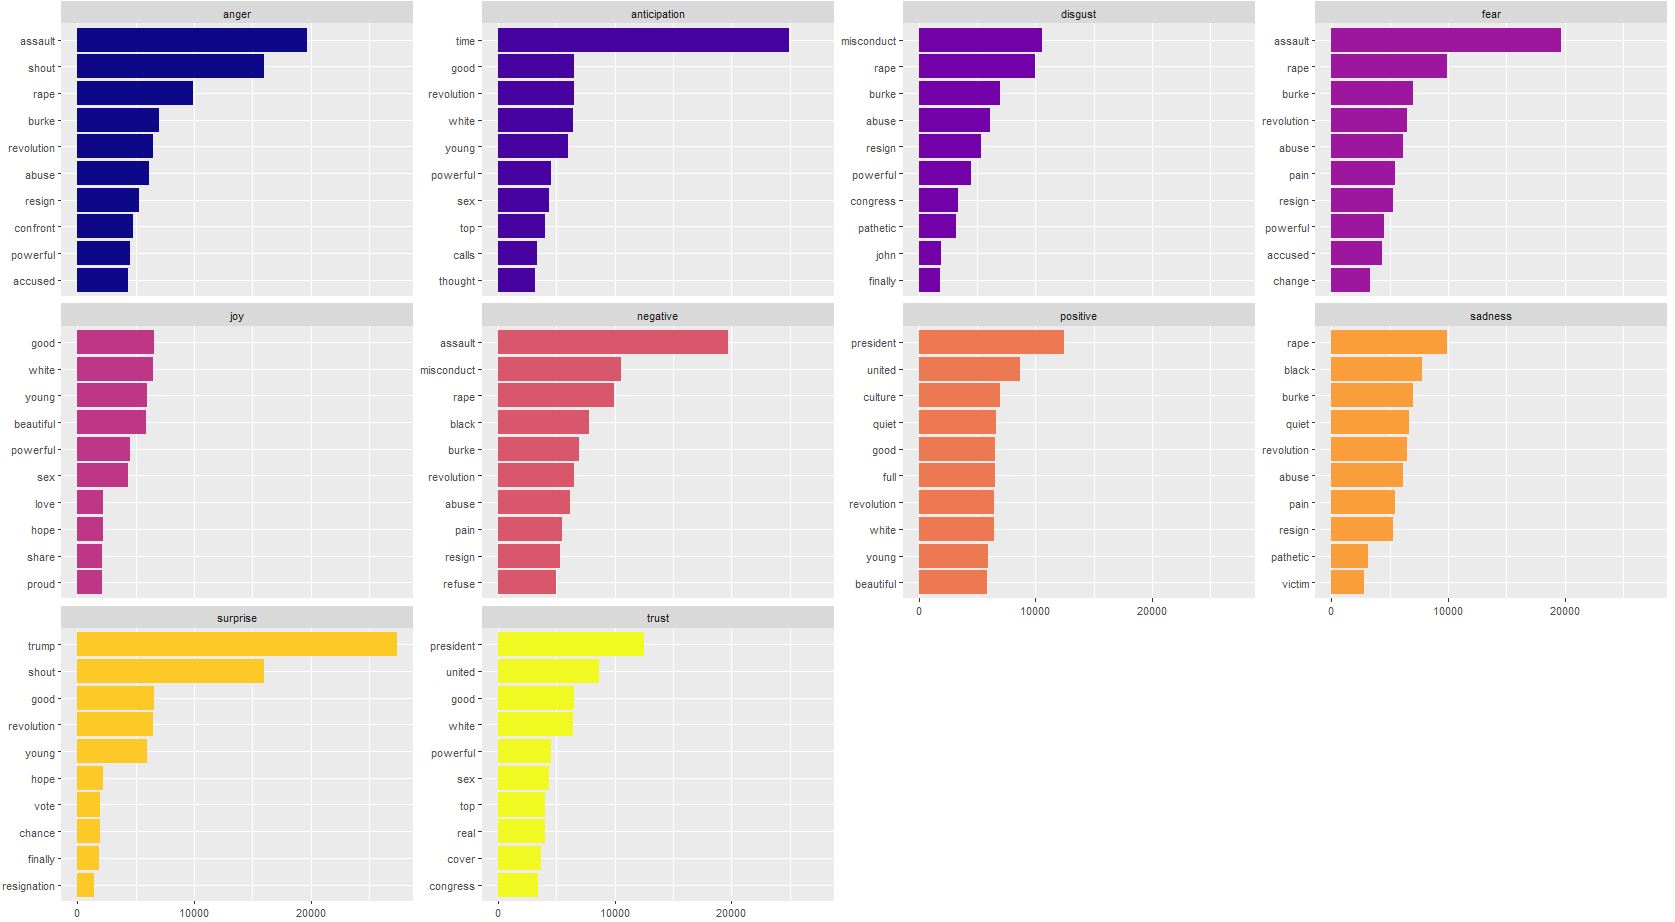 anger
assault
shout
rape
burke
revolution
abuse
resign
confront
powerful
accused
anticipation
time
good
revolution
white
young
powerful
sex
top
calls
thought
disgust
misconduct
rape
burke
abuse
resign
powerful
congress
pathetic
john
finally
fear
assault
rape
burke
revolution
abuse
pain
resign
powerful
accused
change
joy
good
white
young
beautiful
powerful
sex
love
hope
share
proud
negative
assault
misconduct
rape
black
burke
revolution
abuse
pain
resign
refuse
positive
president
united
culture
quiet
good
full
revolution
white
young
beautiful
0 10000 20000
sadness
rape
black
burke
quiet
revolution
abuse
pain
resign
pathetic
victim
0 10000 20000
surprise
trump
shout
good
revolution
young
hope
vote
chance
finally
resignation
0 10000 20000
trust
president
united
good
white
powerful
sex
top
real
cover
congress
0 10000 20000